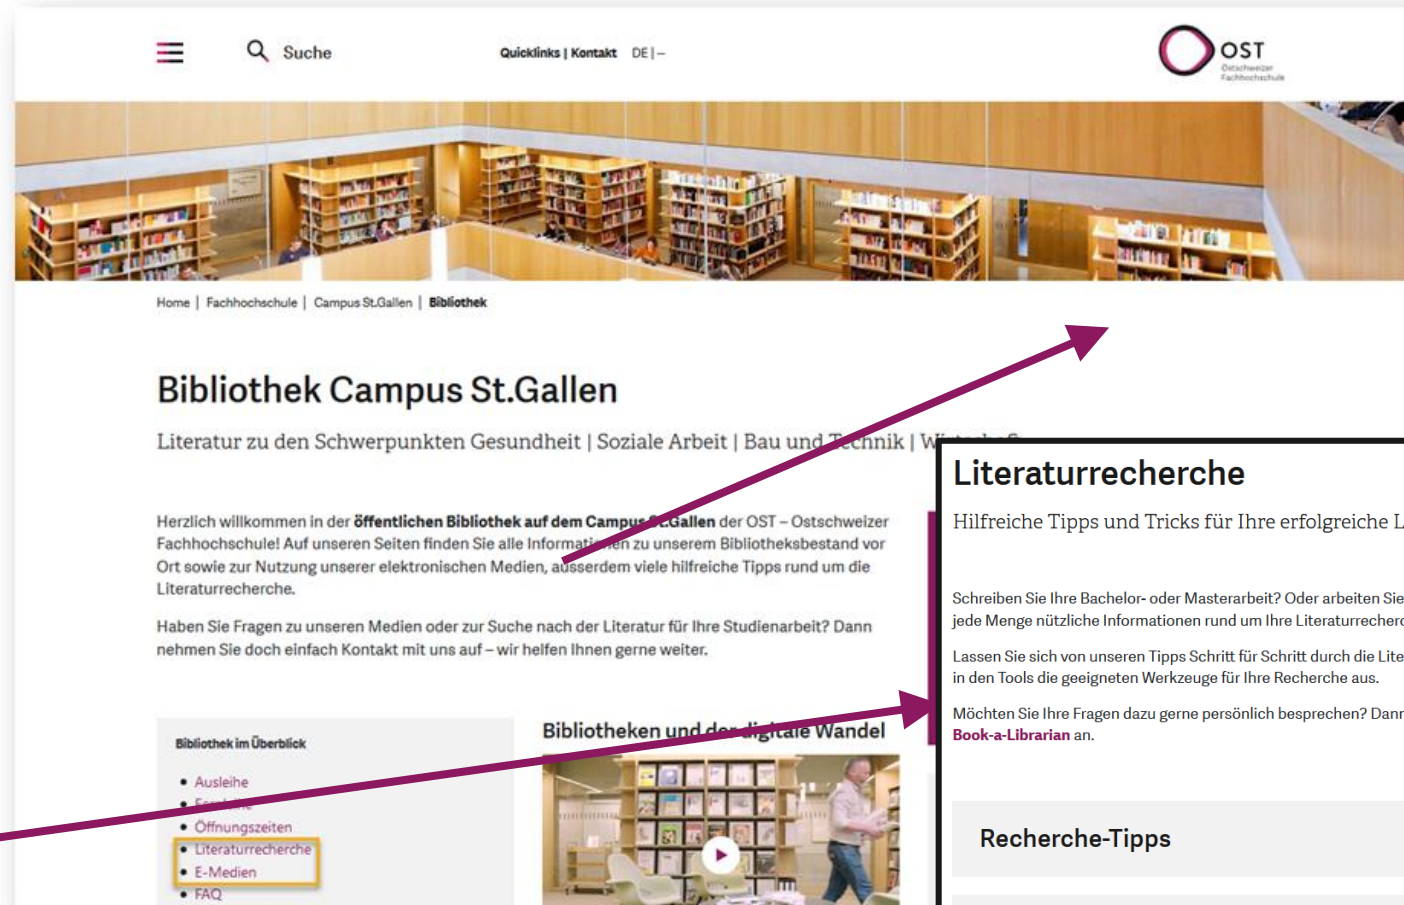 Suche
Quicklinks | Kontakt DE | –
OST
Ostschweizer
Fachhochschule
Home | Fachhochschule | Campus St.Gallen | Bibliothek
Bibliothek Campus St.Gallen
Literatur zu den Schwerpunkten Gesundheit | Soziale Arbeit | Bau und Technik |
Herzlich willkommen in der öffentlichen Bibliothek auf dem Campus St.Gallen der OST – Ostschweizer
Fachhochschule! Auf unseren Seiten finden Sie alle Informationen zu unserem Bibliotheksbestand vor
Ort sowie zur Nutzung unserer elektronischen Medien, ausserdem viele hilfreiche Tipps rund um die
Literaturrecherche.
Haben Sie Fragen zu unseren Medien oder zur Suche nach der Literatur für Ihre Studienarbeit? Dann
nehmen Sie doch einfach Kontakt mit uns auf – wir helfen Ihnen gerne weiter.
Bibliothek im Überblick
Ausleihe
Öffnungszeiten
Literaturrecherche
E-Medien
FAQ
Bibliotheken und der digitale Wandel
Literaturrecherche
Hilfreiche Tipps und Tricks für Ihre erfolgreiche L
Schreiben Sie Ihre Bachelor- oder Masterarbeit? Oder arbeiten Sie
jede Menge nützliche Informationen rund um Ihre Literaturrecherc
Lassen Sie sich von unseren Tipps Schritt für Schritt durch die Lite
in den Tools die geeigneten Werkzeuge für Ihre Recherche aus.
Möchten Sie Ihre Fragen dazu gerne persönlich besprechen? Dann
Book-a-Librarian an.
Recherche-Tipps